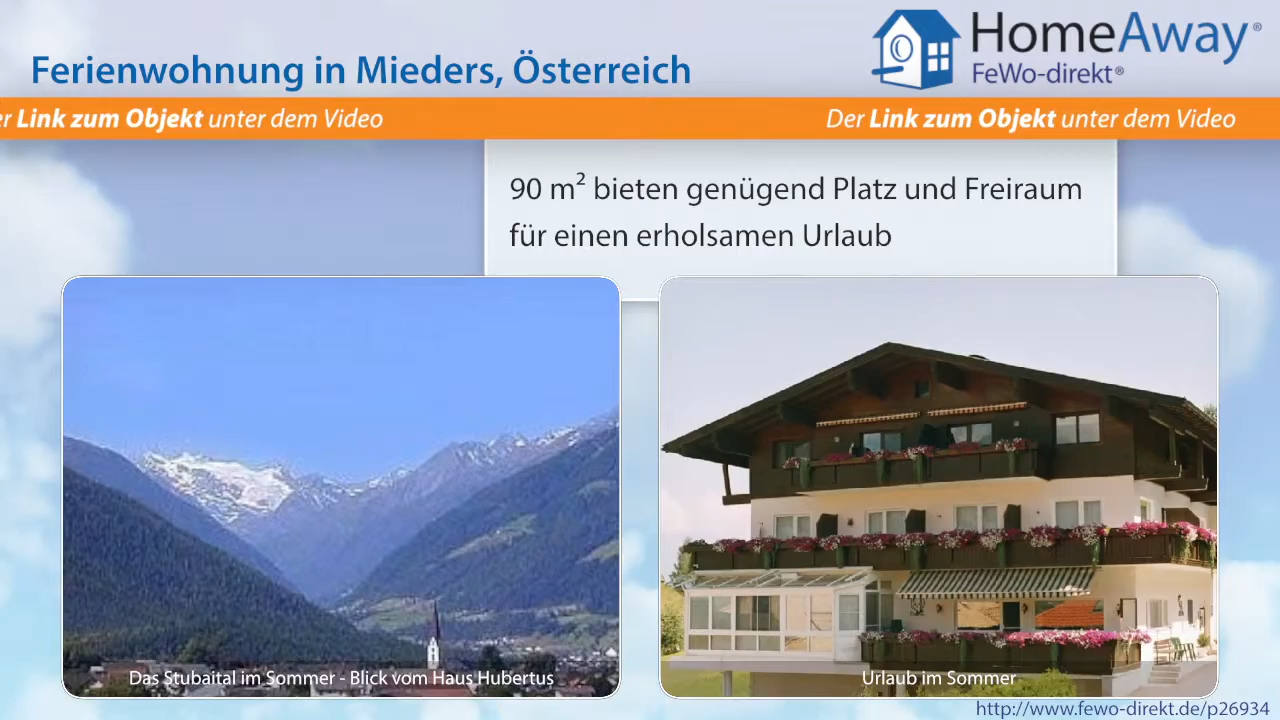 Ferienwohnung in Mieders, Österreich
HomeAway®
FeWo-direkt®
er Link zum Objekt unter dem Video
Der Link zum Objekt unter dem Video
90 m² bieten genügend Platz und Freiraum
für einen erholsamen Urlaub
Das Stubaital im Sommer - Blick vom Haus Hubertus
Urlaub im Sommer
http://www.fewo-direkt.de/p26934